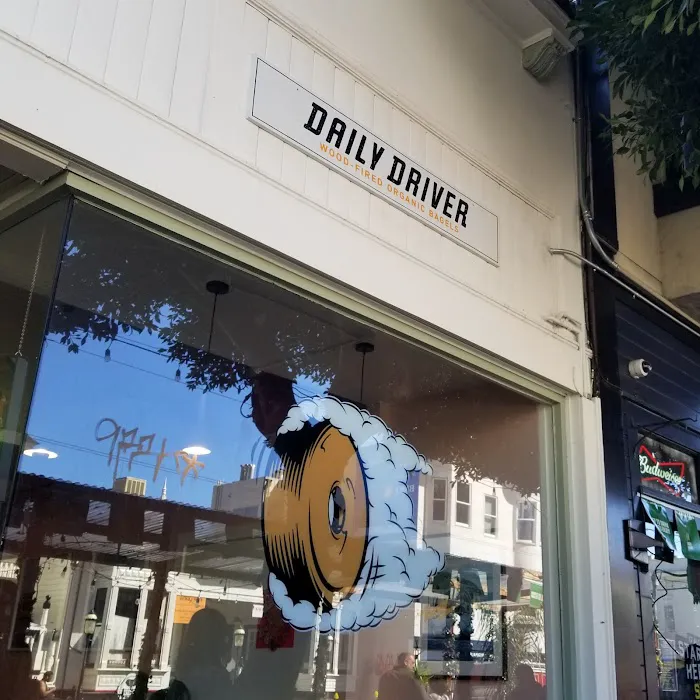 DAILY DRIVER
WOOD-FIRED ORGANIC BAGELS
Budweiser